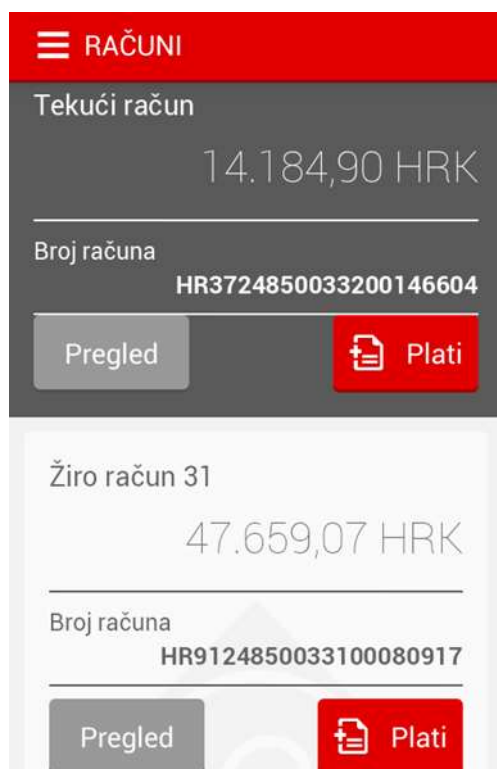 RAČUNI
Tekući račun
14.184,90 HRK
Broj računa
HR3724850033200146604
Pregled
Plati
Žiro račun 31
47.659,07 HRK
Broj računa
HR9124850033100080917
Pregled
Plati